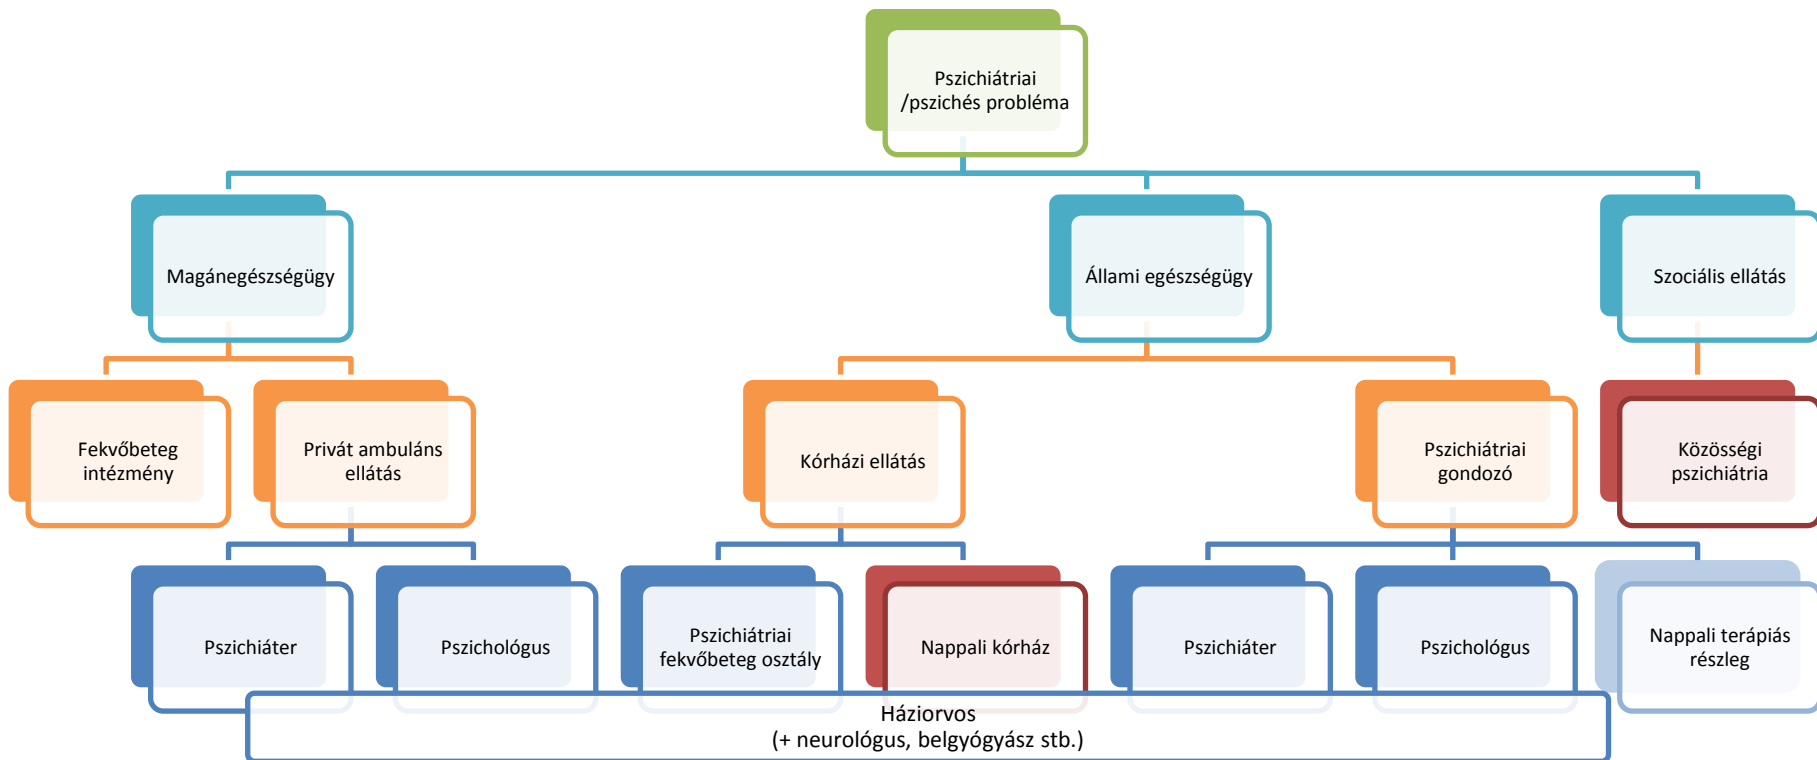 Pszichiátriai
/pszichés probléma
Magánegészségügy
Állami egészségügy
Szociális ellátás
Fekvőbeteg
intézmény
Privát ambuláns
ellátás
Kórházi ellátás
Pszichiátriai
gondozó
Közösségi
pszichiátria
Pszichiáter
Pszichológus
Pszichiátriai
fekvőbeteg osztály
Nappali kórház
Pszichiáter
Pszichológus
Nappali terápiás
részleg
Háziorvos
(+ neurológus, belgyógyász stb.)